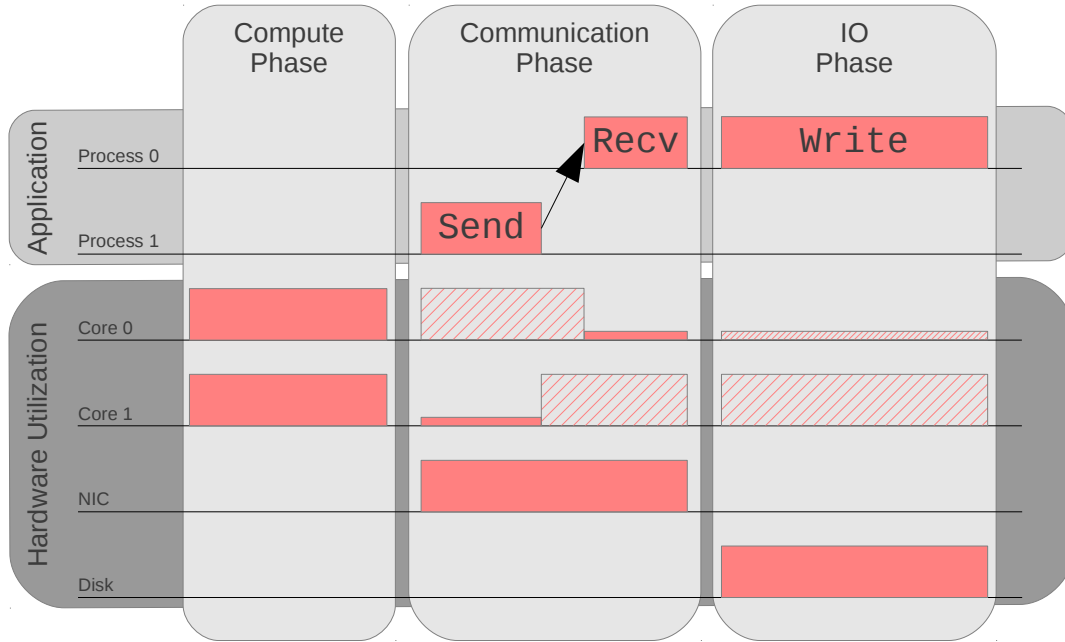 Compute
Phase
Communication
Phase
IO
Phase
Application
Process 0
Recv
Write
Process 1
Send
Hardware Utilization
Core 0
Core 1
NIC
Disk